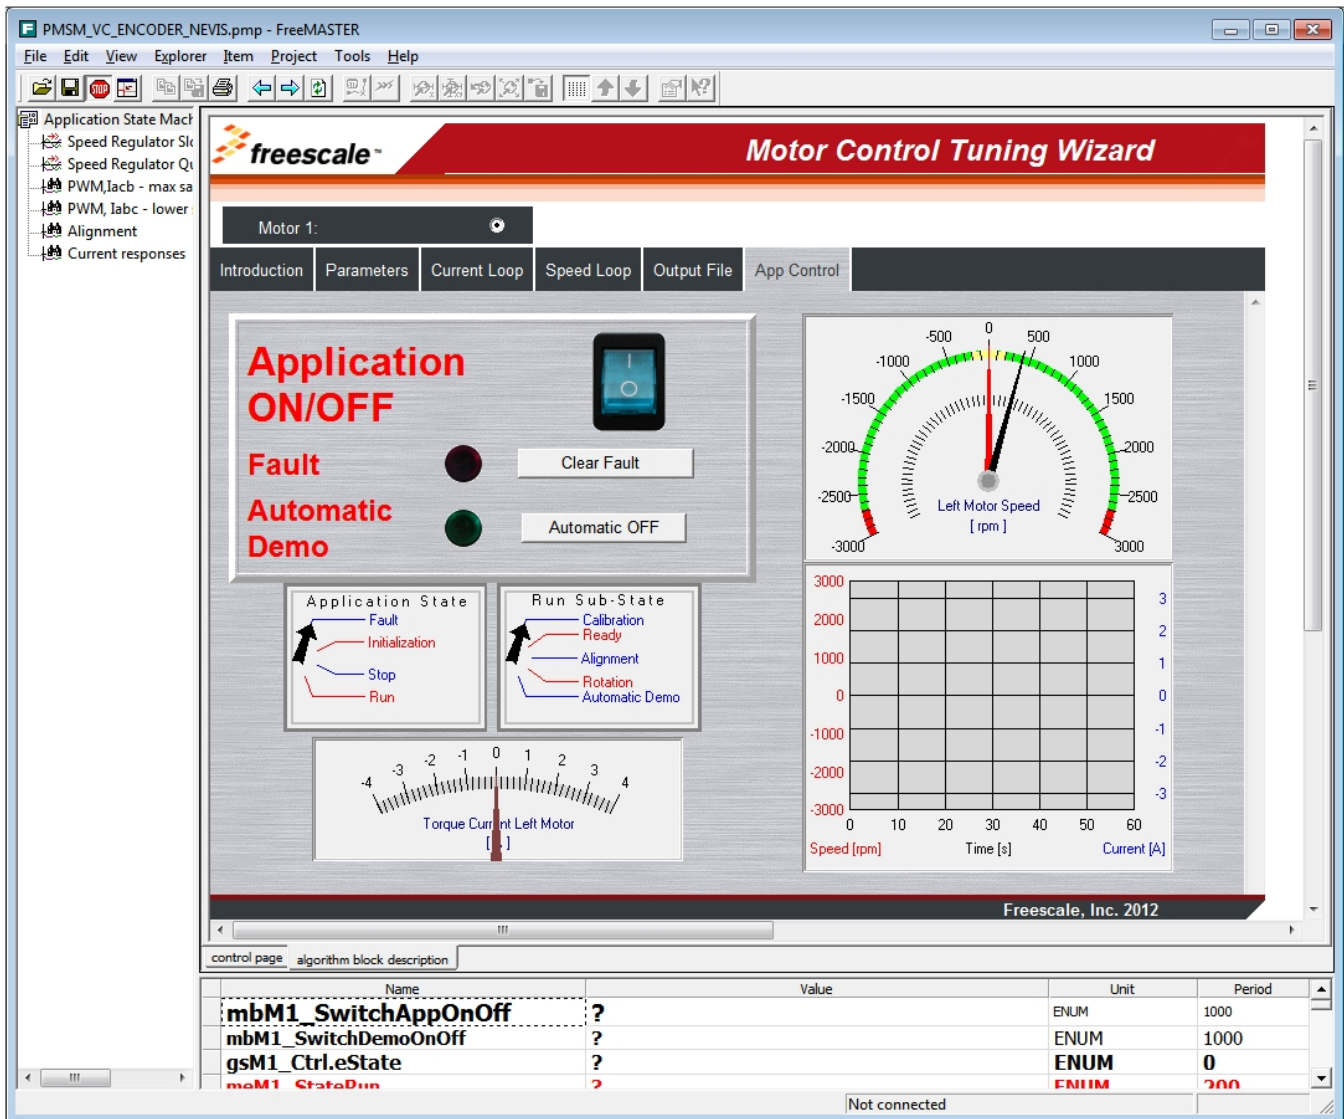 PMSM_VC_ENCODER_NEVIS.pmp - FreeMASTER
File Edit View Explorer Item Project Tools Help
Application State Mach
Speed Regulator Slo
Speed Regulator Qu
PWM,Iacb - max sa
PWM, Iabc - lower
Alignment
Current responses
freescale™
Motor Control Tuning Wizard
Motor 1:
Introduction Parameters Current Loop Speed Loop Output File App Control
Application
ON/OFF
Fault
Clear Fault
Automatic
Demo
Automatic OFF
Application State
Fault
Initialization
Stop
Run
Run Sub-State
Calibration
Ready
Alignment
Rotation
Automatic Demo
-4 -3 -2 -1 0 1 2 3 4
Torque Current Left Motor
-3000 -2500 -2000 -1500 -1000 -500 0 500 1000 1500 2000 2500 3000
Left Motor Speed
[ rpm ]
3000 2000 1000 0 -1000 -2000 -3000
3 2 1 0 -1 -2 -3
0 10 20 30 40 50 60
Speed [rpm] Time [s] Current [A]
Freescale, Inc. 2012
control page algorithm block description
Name Value Unit Period
mbM1_SwitchAppOnOff ? ENUM 1000
mbM1_SwitchDemoOnOff ? ENUM 1000
gsM1_Ctrl.eState ? ENUM 0
meM1_StateRun ? ENUM 200
Not connected